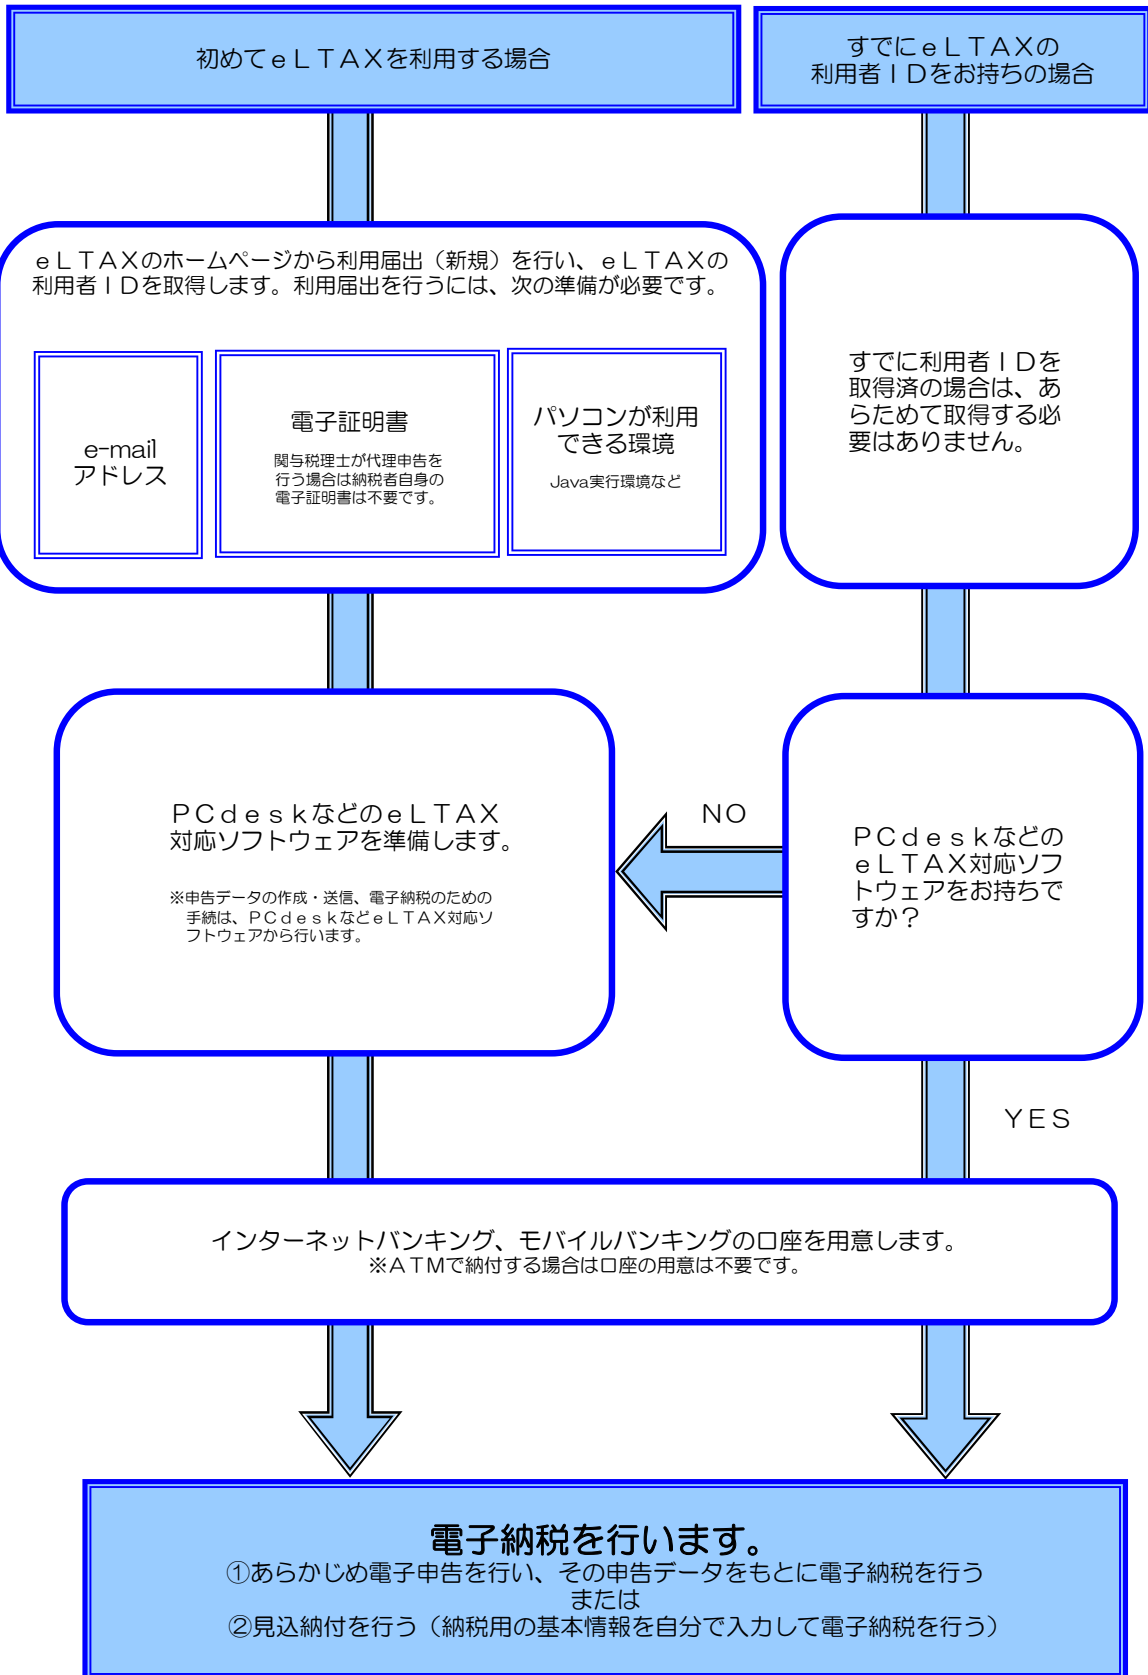 初めてｅＬＴＡＸを利用する場合
すでにｅＬＴＡＸの
利用者ＩＤをお持ちの場合
ｅＬＴＡＸのホームページから利用届出（新規）を行い、ｅＬＴＡＸの
利用者ＩＤを取得します。利用届出を行うには、次の準備が必要です。
e-mail
アドレス
電子証明書
関与税理士が代理申告を
行う場合は納税者自身の
電子証明書は不要です。
パソコンが利用
できる環境
Java実行環境など
すでに利用者ＩＤを
取得済の場合は、あ
らためて取得する必
要はありません。
ＰＣｄｅｓｋなどのｅＬＴＡＸ
対応ソフトウェアを準備します。
※申告データの作成・送信、電子納税のための
手続は、ＰＣｄｅｓｋなどｅＬＴＡＸ対応ソ
フトウェアから行います。
ＮＯ
ＰＣｄｅｓｋなどの
ｅＬＴＡＸ対応ソフ
トウェアをお持ちで
すか？
ＹＥＳ
インターネットバンキング、モバイルバンキングの口座を用意します。
※ＡＴＭで納付する場合は口座の用意は不要です。
電子納税を行います。
①あらかじめ電子申告を行い、その申告データをもとに電子納税を行う
または
②見込納付を行う（納税用の基本情報を自分で入力して電子納税を行う）